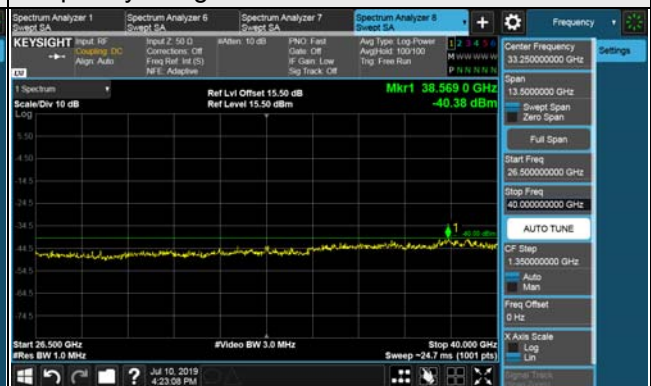 Spectrum Analyzer 1
Swept SA
Spectrum Analyzer 6
Swept SA
Spectrum Analyzer 7
Swept SA
Spectrum Analyzer 8
Swept SA
Frequency
KEYSIGHT
Input: RF
Coupling: DC
Align: Auto
Input Z: 50 Ω
Corrections: Off
Freq Ref: Int (S)
NFE: Adaptive
#Atten: 10 dB
PNO: Fast
Gate: Off
IF Gain: Low
Sig Track: Off
Avg Type: Log-Power
Avg|Hold: 100/100
Trig: Free Run
1 2 3 4 5 6
M W W W W W
P N N N N N
LXI
1 Spectrum
Scale/Div 10 dB
Log
Ref Lvl Offset 15.50 dB
Ref Level 15.50 dBm
Mkr1 38.569 0 GHz
-40.38 dBm
5.50
-4.50
-14.5
-24.5
-34.5
-44.5
-54.5
-64.5
-74.5
1
-40.00 dBm
Start 26.500 GHz
#Res BW 1.0 MHz
#Video BW 3.0 MHz
Stop 40.000 GHz
Sweep ~24.7 ms (1001 pts)
Center Frequency
33.250000000 GHz
Settings
Span
13.5000000 GHz
Swept Span
Zero Span
Full Span
Start Freq
26.500000000 GHz
Stop Freq
40.000000000 GHz
AUTO TUNE
CF Step
1.350000000 GHz
Auto
Man
Freq Offset
0 Hz
X Axis Scale
Log
Lin
Signal Track
Jul 10, 2019
4:23:08 PM